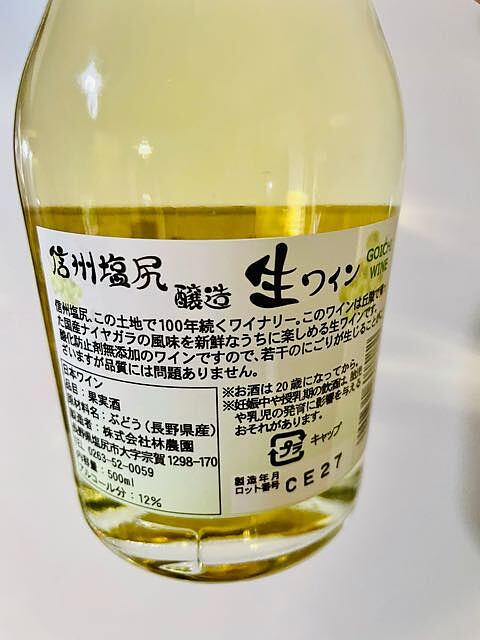 信州塩尻 醸造 生ワイン
GOICHI
WINE
信州塩尻、この土地で100年続くワイナリー。このワインは丘陵で
た国産ナイヤガラの風味を新鮮なうちに楽しめる生ワインです。
酸化防止剤無添加のワインですので、若干のにごりが生じることが
ざいますが品質には問題ありません。
日本ワイン
品目：果実酒
原材料名：ぶどう（長野県産）
製造者：株式会社林農園
長野県塩尻市大字宗賀1298-170
TEL：0263-52-0059
内容量：500ml
アルコール分：12%
※お酒は20歳になってから。
※妊娠中や授乳期の飲酒は、胎児
や乳児の発育に影響を与える
おそれがあります。
プラ
キャップ
製造年月
ロット番号
CE27